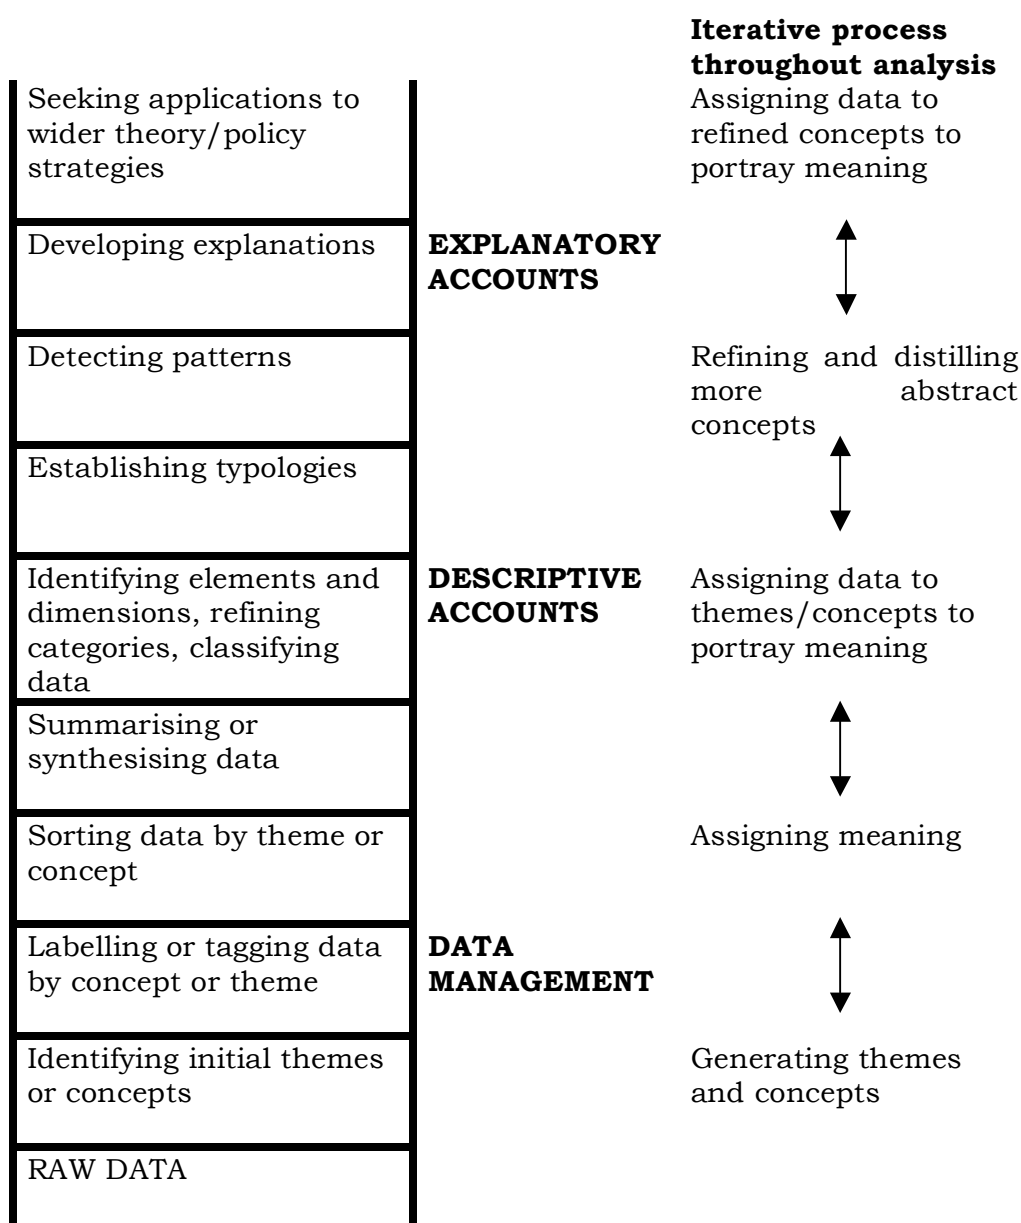 Iterative process
throughout analysis
Seeking applications to
wider theory/policy
strategies
Assigning data to
refined concepts to
portray meaning
Developing explanations
EXPLANATORY
ACCOUNTS
Detecting patterns
Refining and distilling
more abstract
concepts
Establishing typologies
Identifying elements and
dimensions, refining
categories, classifying
data
DESCRIPTIVE
ACCOUNTS
Assigning data to
themes/concepts to
portray meaning
Summarising or
synthesising data
Sorting data by theme or
concept
Assigning meaning
Labelling or tagging data
by concept or theme
DATA
MANAGEMENT
Identifying initial themes
or concepts
Generating themes
and concepts
RAW DATA